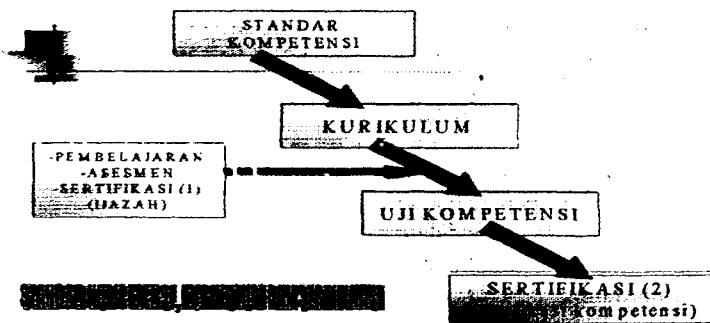 STANDAR
KOMPETENSI
KURIKULUM
-PEMBELAJARAN
-ASESMEN
-SERTIFIKASI (1)
(IJAZAH)
UJI KOMPETENSI
SERTIFIKASI (2)
kompetensi)